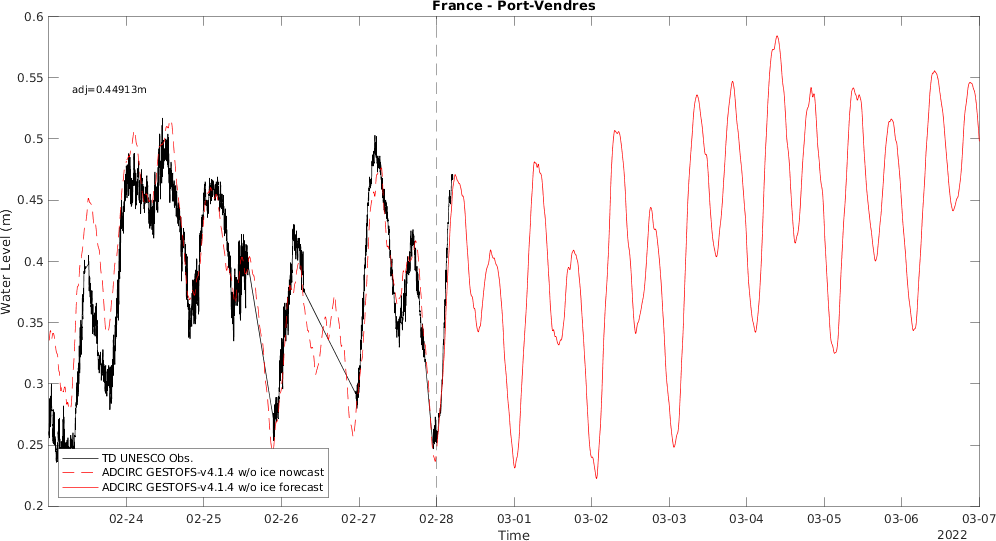 France - Port-Vendres
adj=0.44913m
Water Level (m)
0.6
0.55
0.5
0.45
0.4
0.35
0.3
0.25
0.2
TD UNESCO Obs.
ADCIRC GESTOFS-v4.1.4 w/o ice nowcast
ADCIRC GESTOFS-v4.1.4 w/o ice forecast
02-24 02-25 02-26 02-27 02-28 03-01 03-02 03-03 03-04 03-05 03-06 03-07
Time
2022